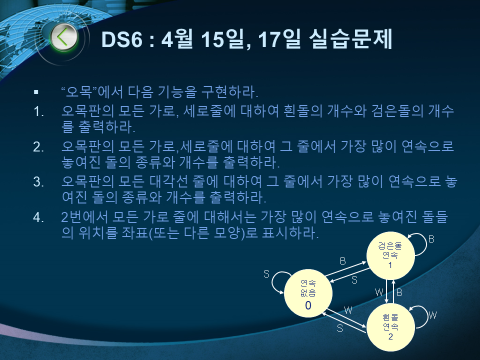 DS6 : 4월 15일, 17일 실습문제
▪ “오목”에서 다음 기능을 구현하라.
1. 오목판의 모든 가로, 세로줄에 대하여 흰돌의 개수와 검은돌의 개수
를 출력하라.
2. 오목판의 모든 가로,세로줄에 대하여 그 줄에서 가장 많이 연속으로
놓여진 돌의 종류와 개수를 출력하라.
3. 오목판의 모든 대각선 줄에 대하여 그 줄에서 가장 많이 연속으로 놓
여진 돌의 종류와 개수를 출력하라.
4. 2번에서 모든 가로 줄에 대해서는 가장 많이 연속으로 놓여진 돌들
의 위치를 좌표(또는 다른 모양)로 표시하라.
검은돌
연속
1
B
B
S
S
연속
없음
0
W
B
W
S
흰돌
연속
2
W